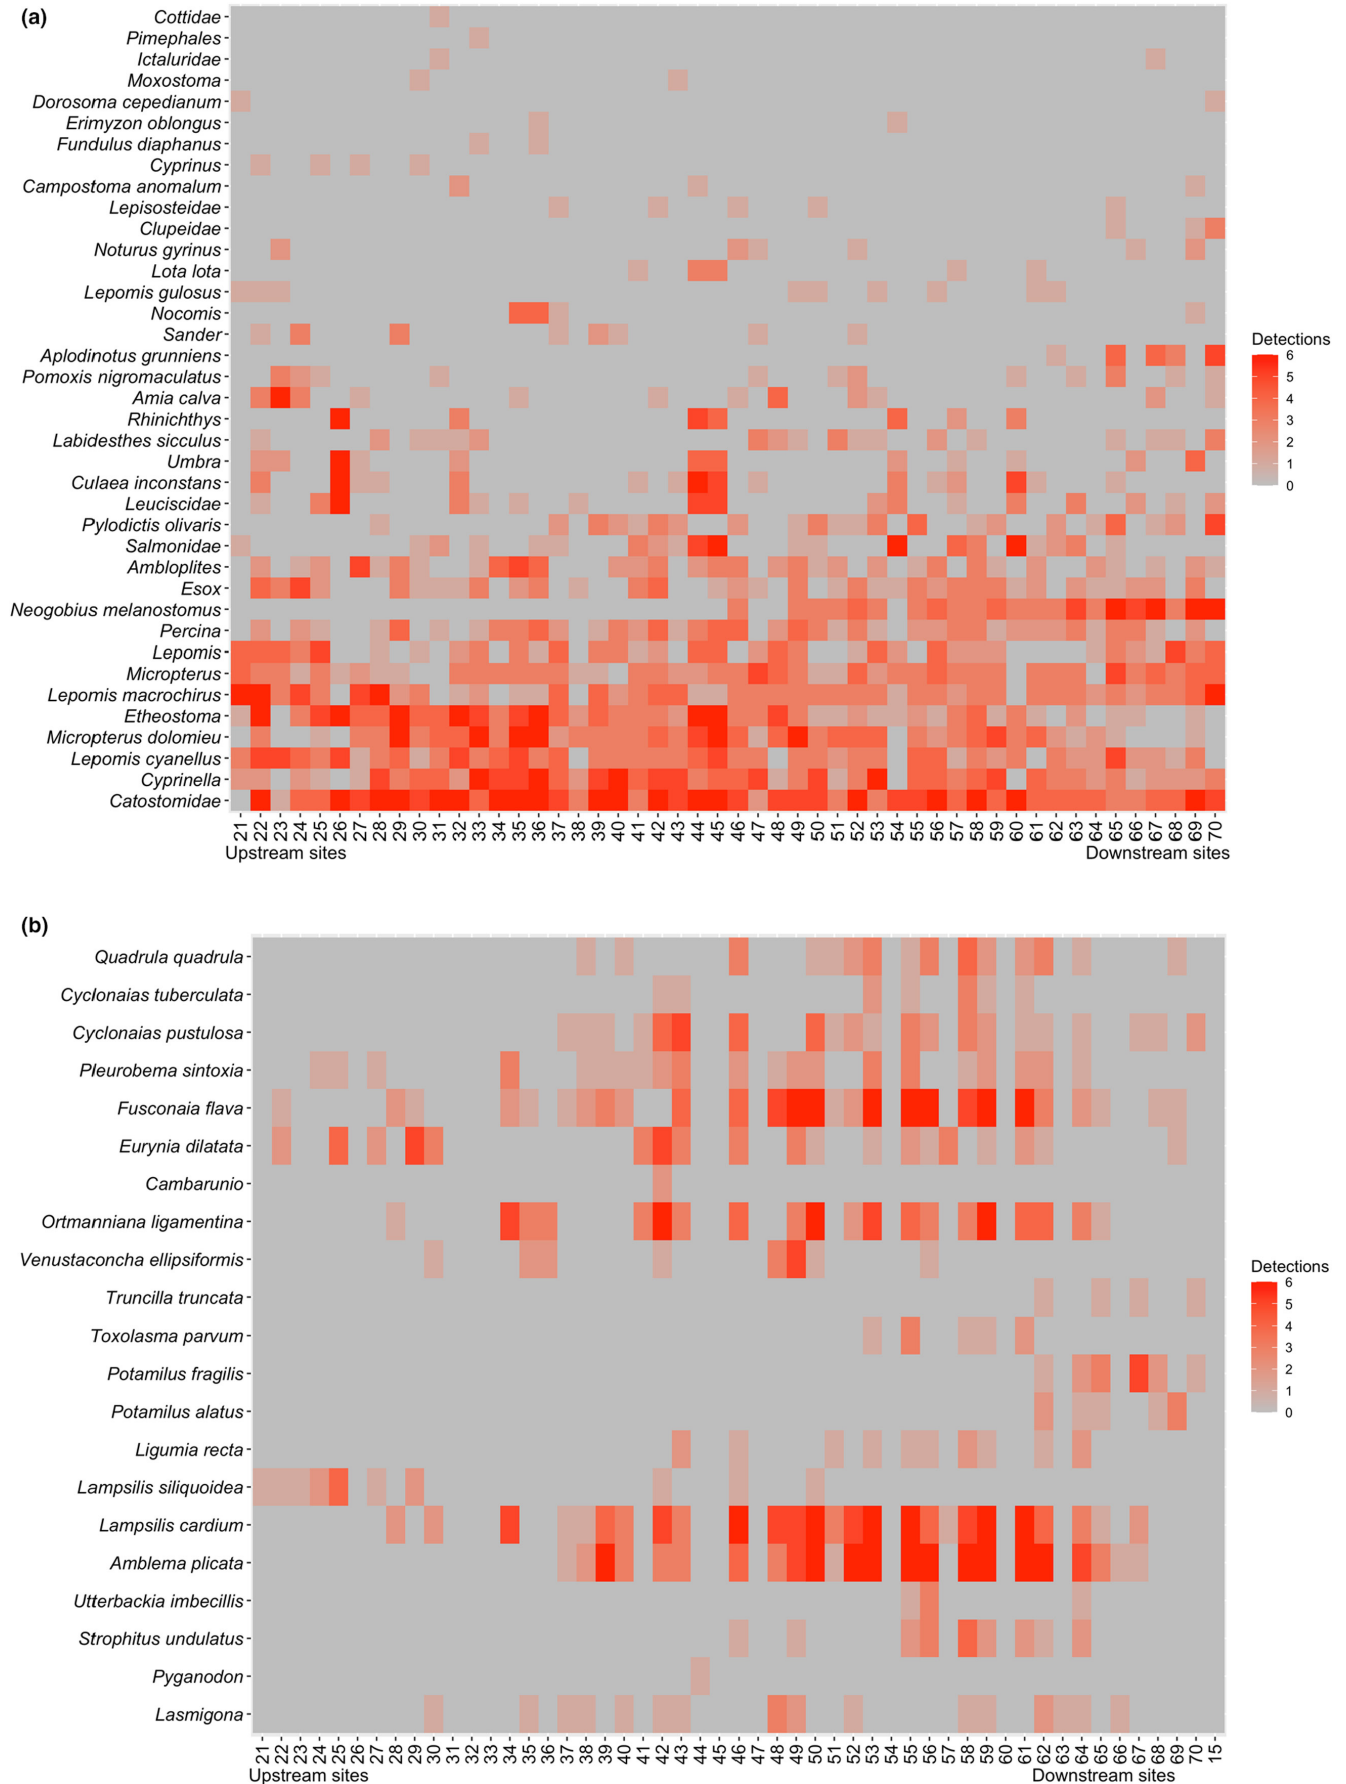 (a)
Cottidae
Pimephales
Ictaluridae
Moxostoma
Dorosoma cepedianum
Erimyzon oblongus
Fundulus diaphanus
Cyprinus
Campostoma anomalum
Lepisosteidae
Clupeidae
Noturus gyrinus
Lota lota
Lepomis gulosus
Nocomis
Sander
Aplodinotus grunniens
Pomoxis nigromaculatus
Amia calva
Rhinichthys
Labidesthes sicculus
Umbra
Culaea inconstans
Leuciscidae
Pylodictis olivaris
Salmonidae
Ambloplites
Esox
Neogobius melanostomus
Percina
Lepomis
Micropterus
Lepomis macrochirus
Etheostoma
Micropterus dolomieu
Lepomis cyanellus
Cyprinella
Catostomidae
21 22 23 24 25 26 27 28 29 30 31 32 33 34 35 36 37 38 39 40 41 42 43 44 45 46 47 48 49 50 51 52 53 54 55 56 57 58 59 60 61 62 63 64 65 66 67 68 69 70
Upstream sites Downstream sites
Detections
6
5
4
3
2
1
0
(b)
Quadrula quadrula
Cyclonaias tuberculata
Cyclonaias pustulosa
Pleurobema sintoxia
Fusconaia flava
Eurynia dilatata
Cambarunio
Ortmanniana ligamentina
Venustaconcha ellipsiformis
Truncilla truncata
Toxolasma parvum
Potamilus fragilis
Potamilus alatus
Ligumia recta
Lampsilis siliquoidea
Lampsilis cardium
Amblema plicata
Utterbackia imbecillis
Strophitus undulatus
Pyganodon
Lasmigona
21 22 23 24 25 26 27 28 29 30 31 32 33 34 35 36 37 38 39 40 41 42 43 44 45 46 47 48 49 50 51 52 53 54 55 56 57 58 59 60 61 62 63 64 65 66 67 68 69 70 15
Upstream sites Downstream sites
Detections
6
5
4
3
2
1
0